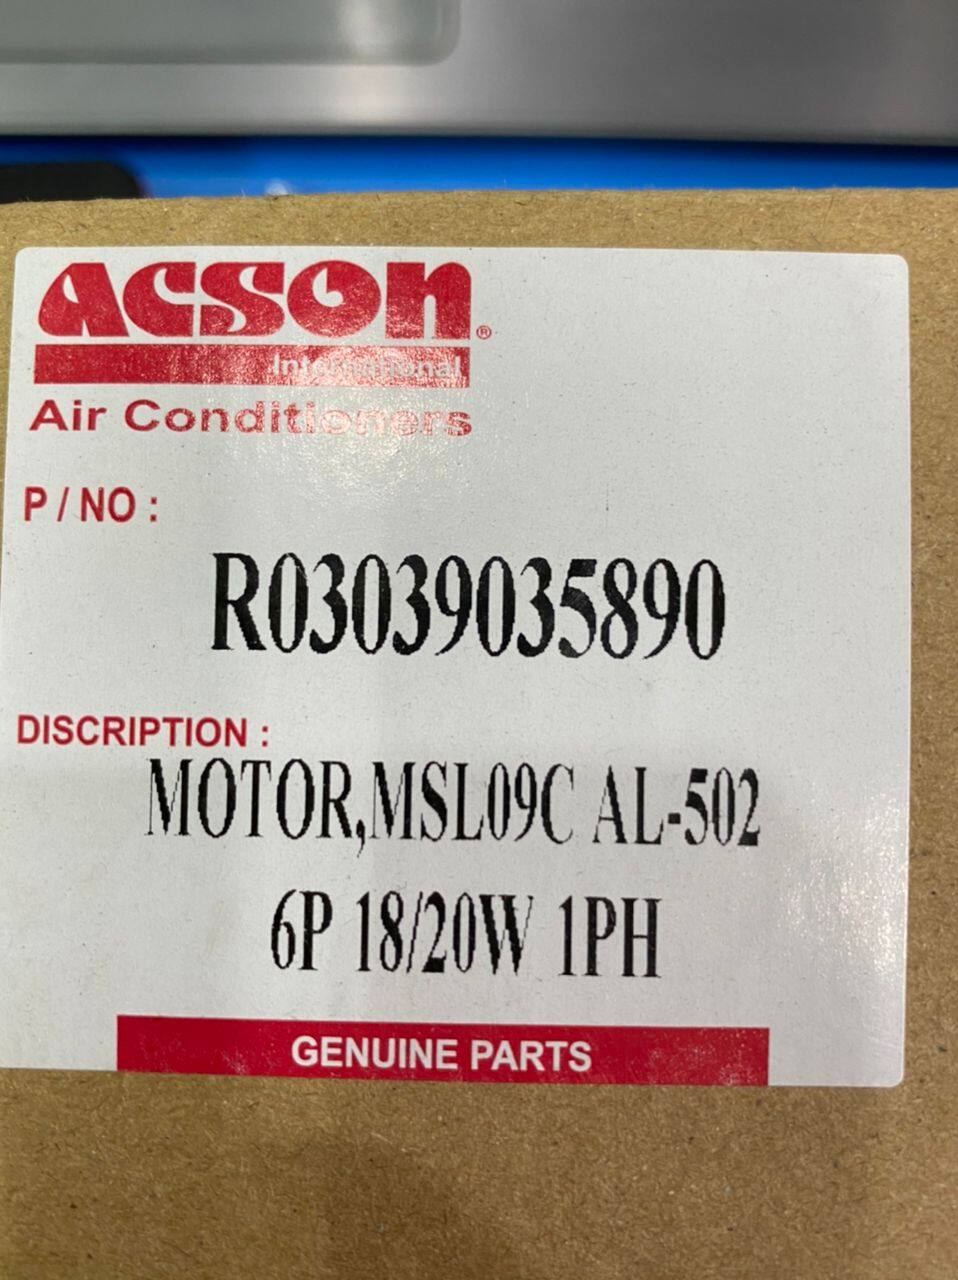 ACSON®
International
Air Conditioners
P / NO :
R03039035890
DISCRIPTION :
MOTOR,MSL09C AL-502
6P 18/20W 1PH
GENUINE PARTS